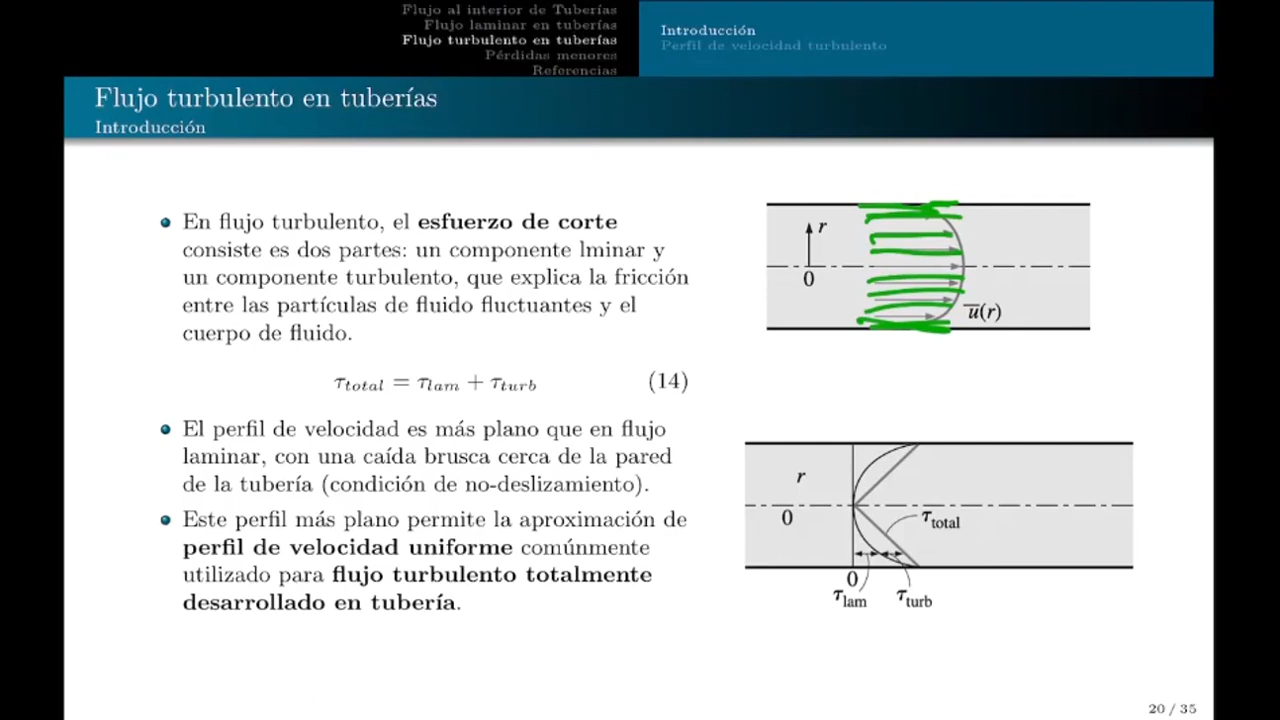 Flujo al interior de Tuberías
Flujo laminar en tuberías
Flujo turbulento en tuberías
Pérdidas menores
Referencias
Introducción
Perfil de velocidad turbulento
Flujo turbulento en tuberías
Introducción
En flujo turbulento, el esfuerzo de corte
consiste es dos partes: un componente lminar y
un componente turbulento, que explica la fricción
entre las partículas de fluido fluctuantes y el
cuerpo de fluido.
τtotal = τlam + τturb (14)
El perfil de velocidad es más plano que en flujo
laminar, con una caída brusca cerca de la pared
de la tubería (condición de no-deslizamiento).
Este perfil más plano permite la aproximación de
perfil de velocidad uniforme comúnmente
utilizado para flujo turbulento totalmente
desarrollado en tubería.
r
0
u̅(r)
r
0
τtotal
0
τlam τturb
20 / 35